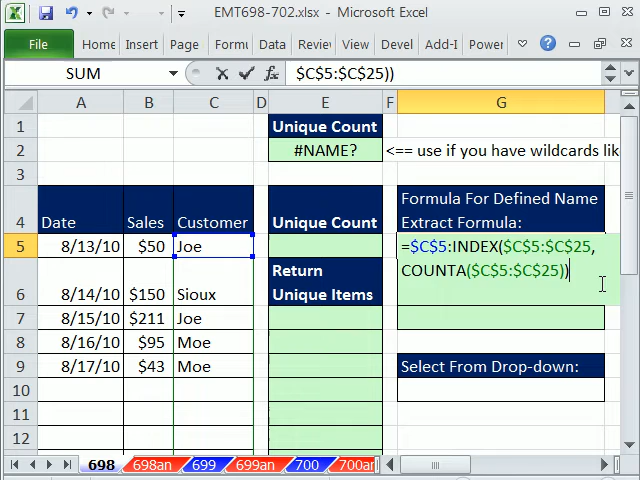 EMT698-702.xlsx - Microsoft Excel
File Home Insert Page Formu Data Review View Devel Add-I Power
SUM $C$5:$C$25))
A B C D E F G
1 Unique Count
2 #NAME? <== use if you have wildcards lik
3
4 Date Sales Customer Unique Count Formula For Defined Name Extract Formula:
5 8/13/10 $50 Joe =$C$5:INDEX($C$5:$C$25,
COUNTA($C$5:$C$25))
Return
6 8/14/10 $150 Sioux Unique Items
7 8/15/10 $211 Joe
8 8/16/10 $95 Moe
9 8/17/10 $43 Moe Select From Drop-down:
10
11
12
698 698an 699 699an 700 700ar